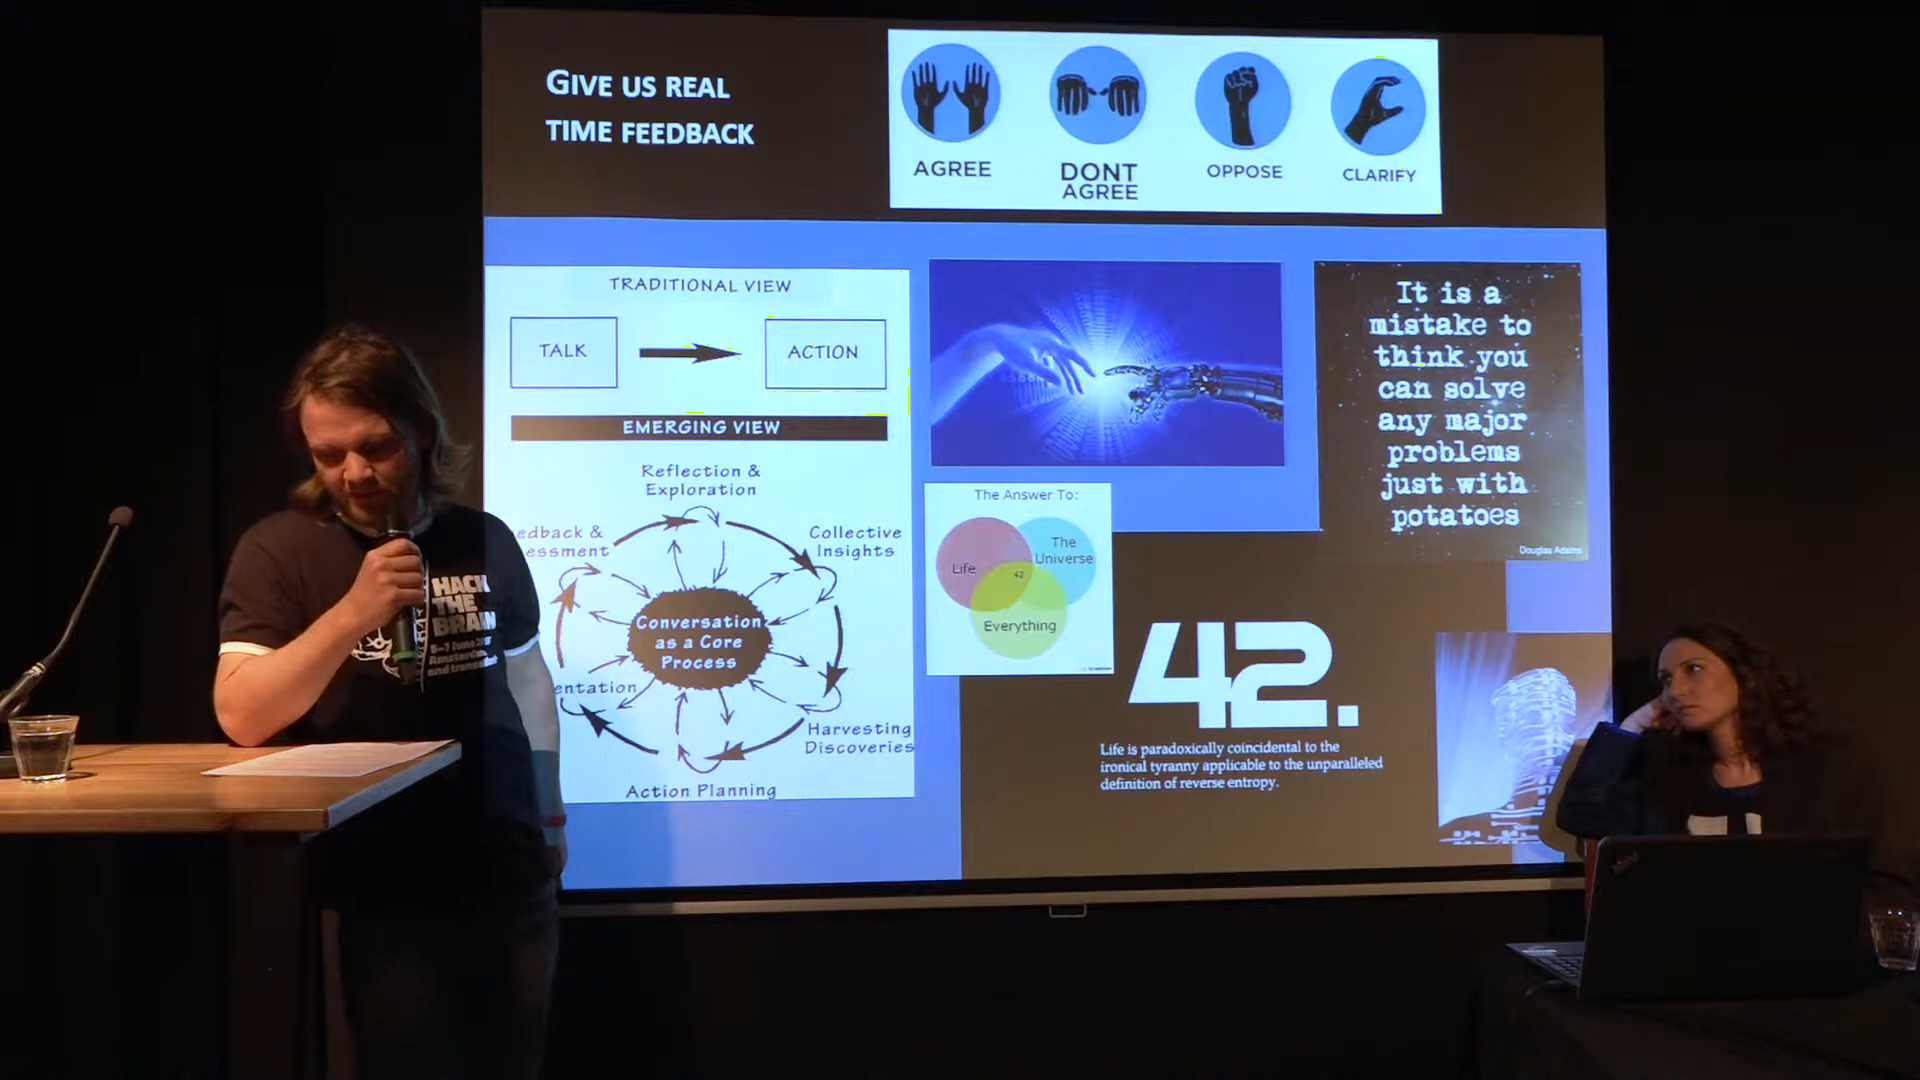 GIVE US REAL
TIME FEEDBACK
AGREE
DONT
AGREE
OPPOSE
CLARIFY
TRADITIONAL VIEW
TALK
ACTION
EMERGING VIEW
Reflection &
Exploration
Collective
Insights
Harvesting
Discoveries
Action Planning
entation
edback &
essment
Conversation
as a Core
Process
The Answer To:
Life
The
Universe
42
Everything
It is a
mistake to
think you
can solve
any major
problems
just with
potatoes
Douglas Adams
42.
Life is paradoxically coincidental to the
ironical tyranny applicable to the unparalleled
definition of reverse entropy.
HACK
THE
BRAIN
Amsterdam